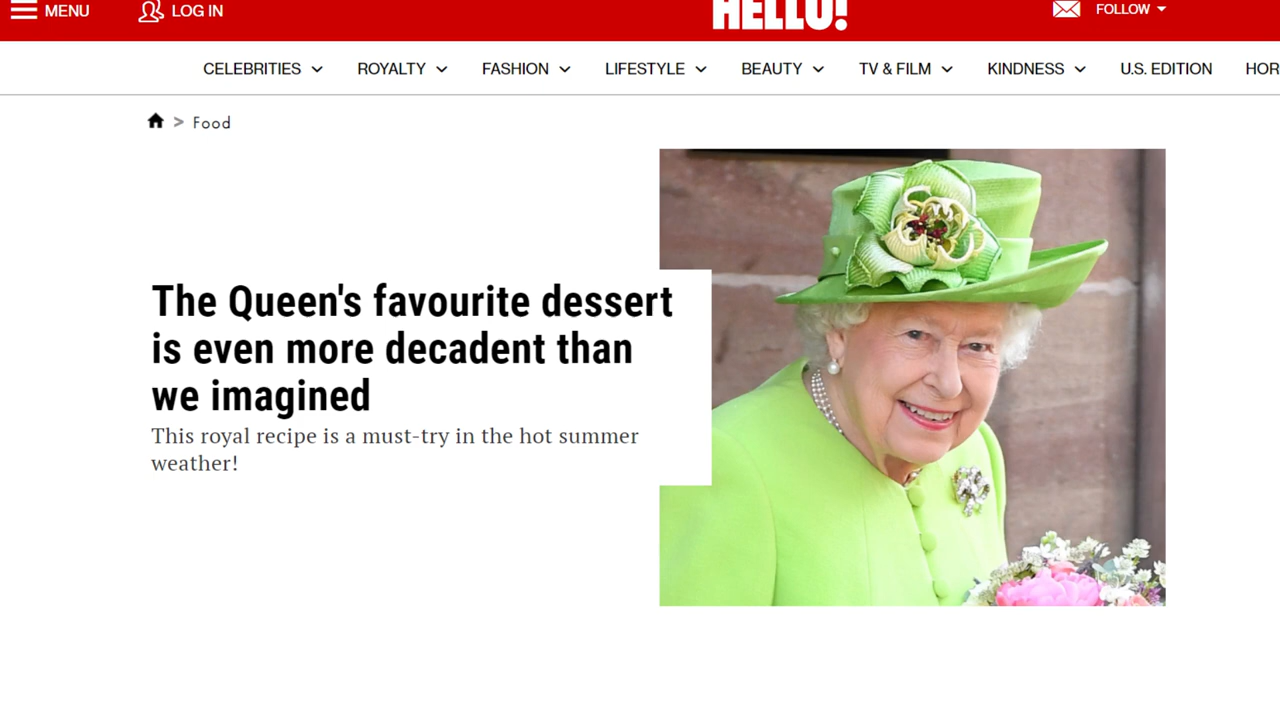 MENU
LOG IN
HELLO!
FOLLOW
CELEBRITIES
ROYALTY
FASHION
LIFESTYLE
BEAUTY
TV & FILM
KINDNESS
U.S. EDITION
HOR
> Food
The Queen's favourite dessert
is even more decadent than
we imagined
This royal recipe is a must-try in the hot summer
weather!